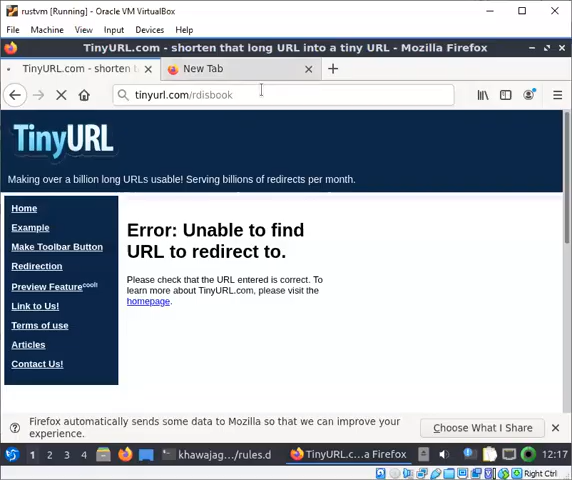 rustvm [Running] - Oracle VM VirtualBox
File Machine View Input Devices Help
TinyURL.com - shorten that long URL into a tiny URL - Mozilla Firefox
TinyURL.com - shorten t
New Tab
tinyurl.com/rdisbook
TinyURL
Making over a billion long URLs usable! Serving billions of redirects per month.
Home
Example
Make Toolbar Button
Redirection
Preview Feature cool!
Link to Us!
Terms of use
Articles
Contact Us!
Error: Unable to find
URL to redirect to.
Please check that the URL entered is correct. To
learn more about TinyURL.com, please visit the
homepage.
Firefox automatically sends some data to Mozilla so that we can improve your
experience.
Choose What I Share
1 2 3 4 khawajag.../rules.d TinyURL.c...a Firefox 12:17
Right Ctrl